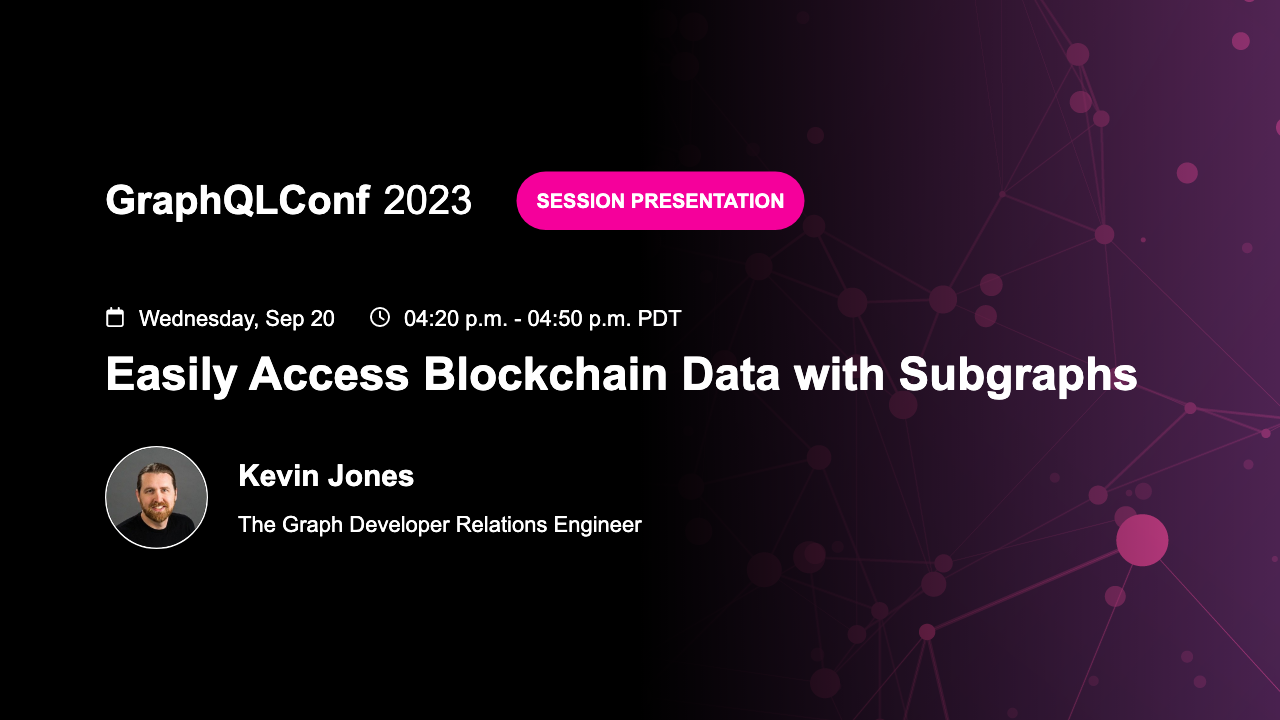 GraphQLConf 2023
SESSION PRESENTATION
Wednesday, Sep 20
04:20 p.m. - 04:50 p.m. PDT
Easily Access Blockchain Data with Subgraphs
Kevin Jones
The Graph Developer Relations Engineer